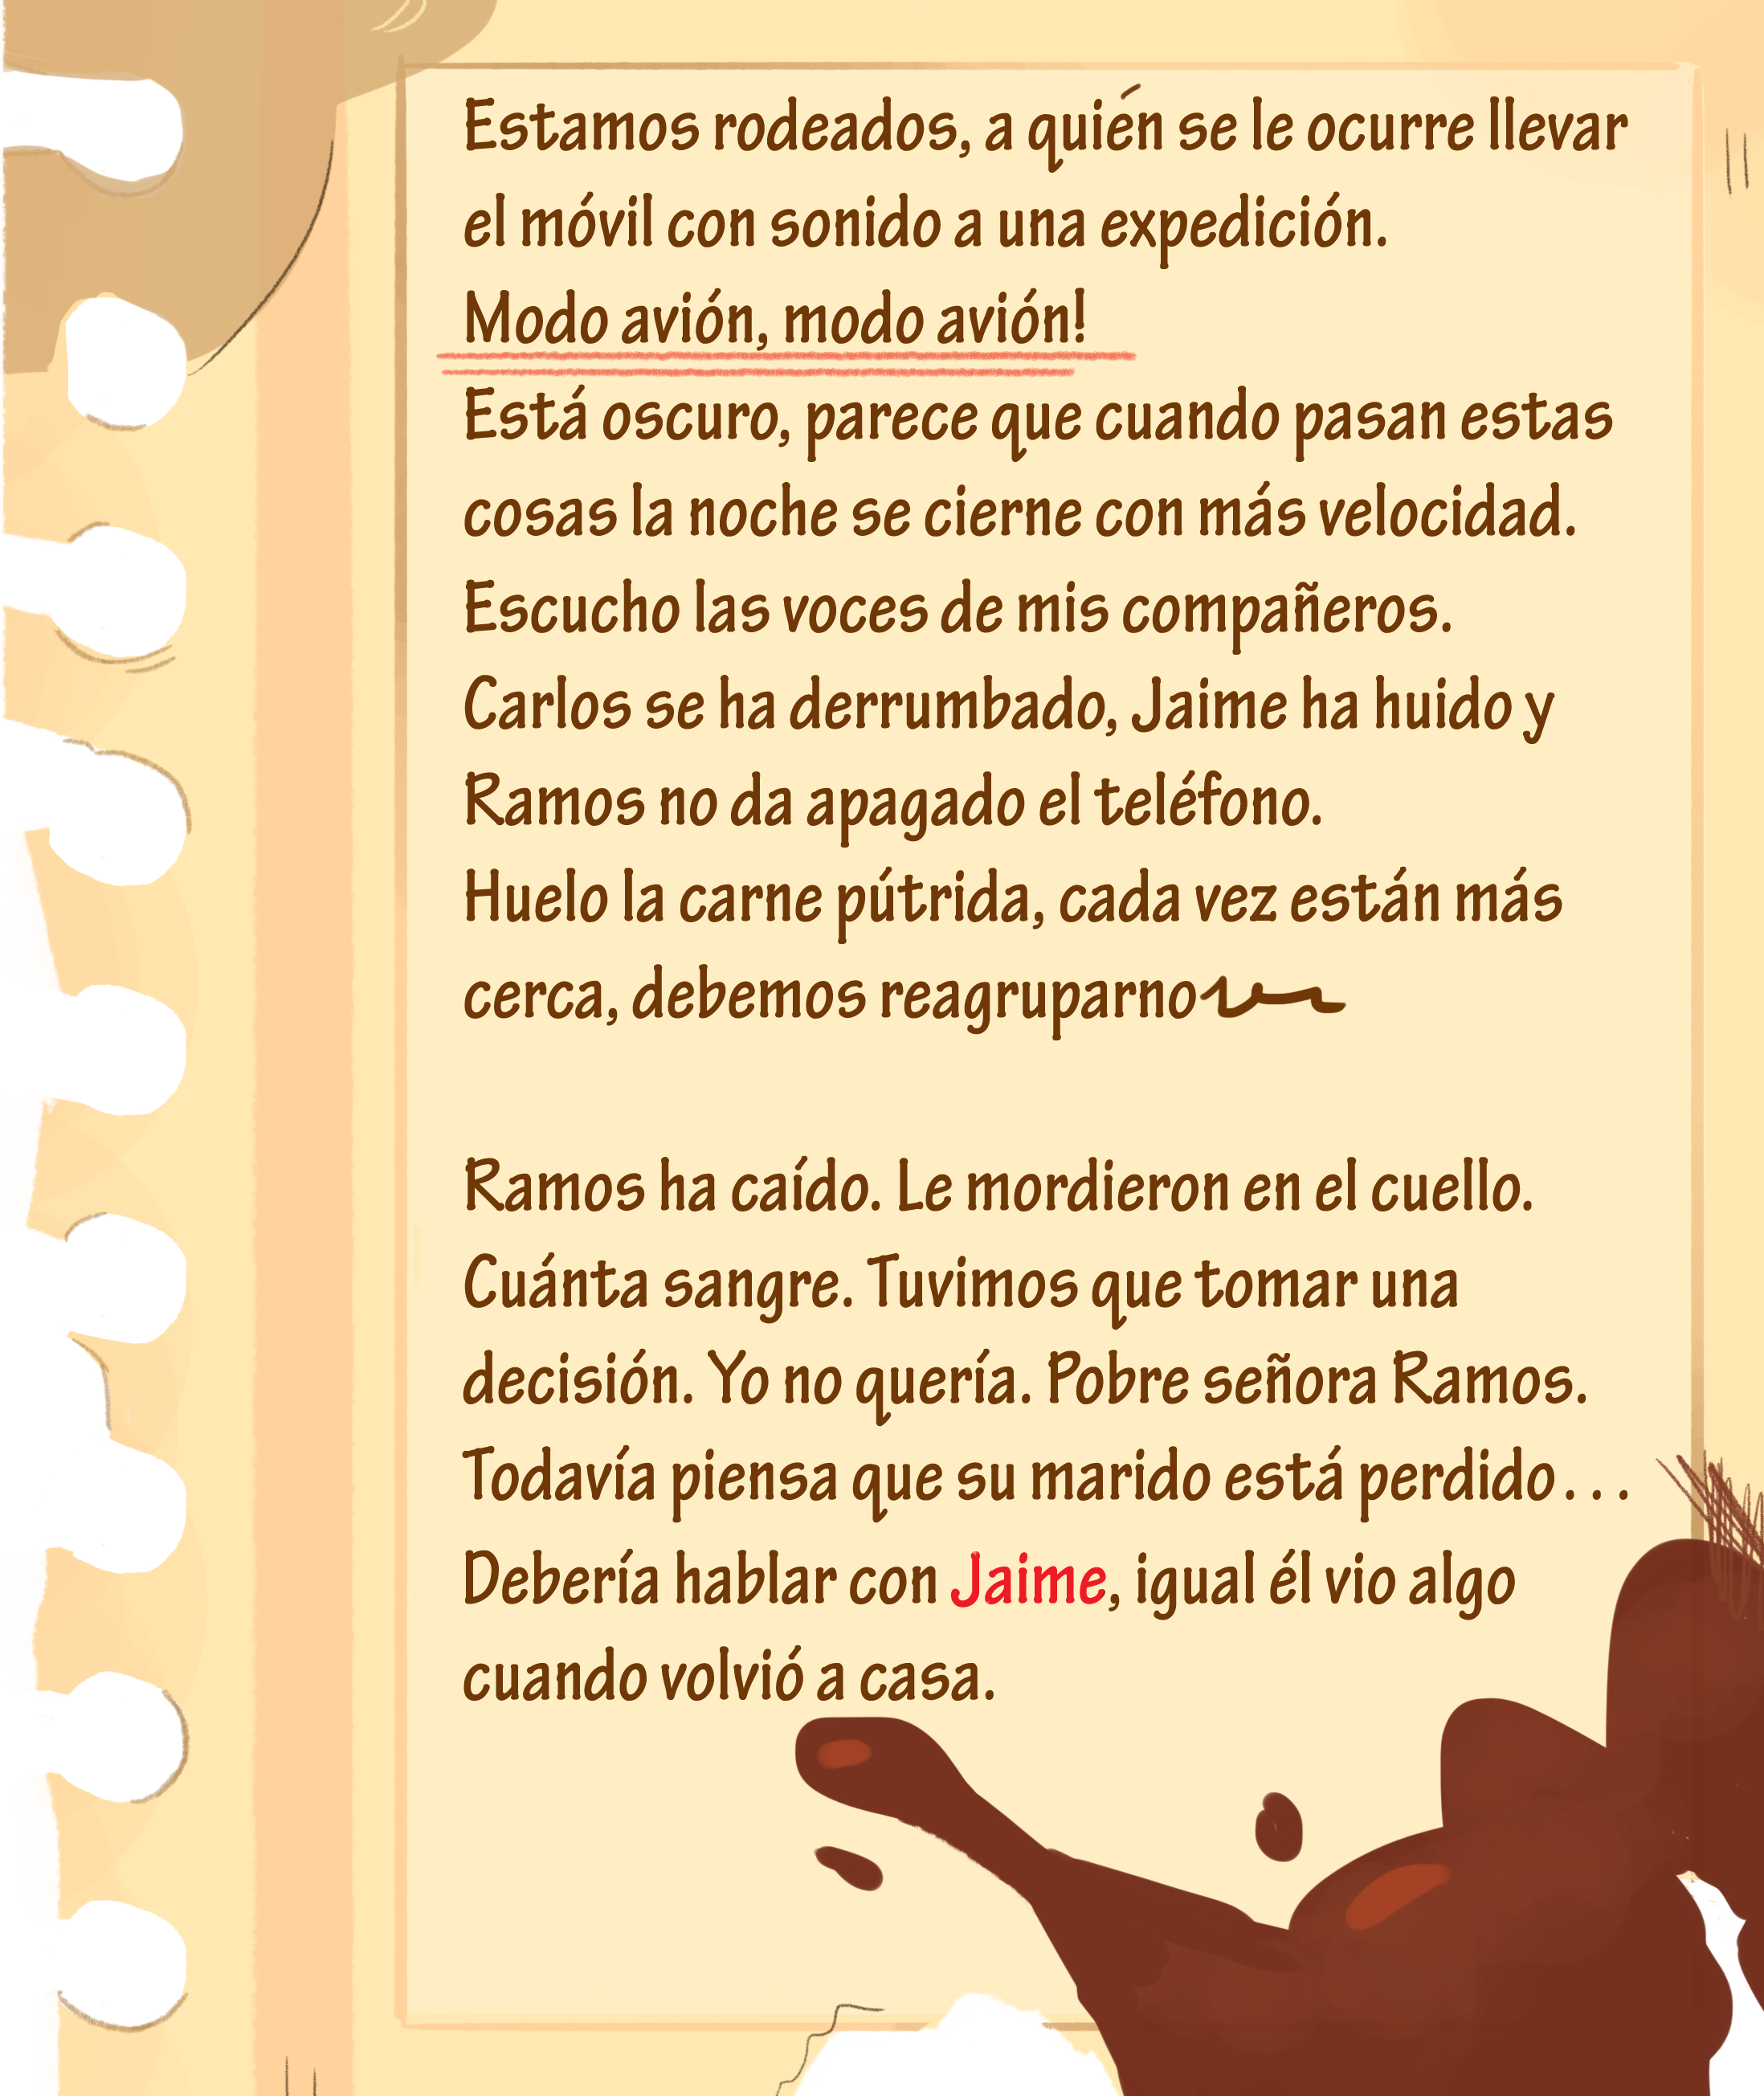 Estamos rodeados, a quién se le ocurre llevar
el móvil con sonido a una expedición.
Modo avión, modo avión!
Está oscuro, parece que cuando pasan estas
cosas la noche se cierne con más velocidad.
Escucho las voces de mis compañeros.
Carlos se ha derrumbado, Jaime ha huido y
Ramos no da apagado el teléfono.
Huelo la carne pútrida, cada vez están más
cerca, debemos reagruparno
Ramos ha caído. Le mordieron en el cuello.
Cuánta sangre. Tuvimos que tomar una
decisión. Yo no quería. Pobre señora Ramos.
Todavía piensa que su marido está perdido...
Debería hablar con Jaime, igual él vio algo
cuando volvió a casa.